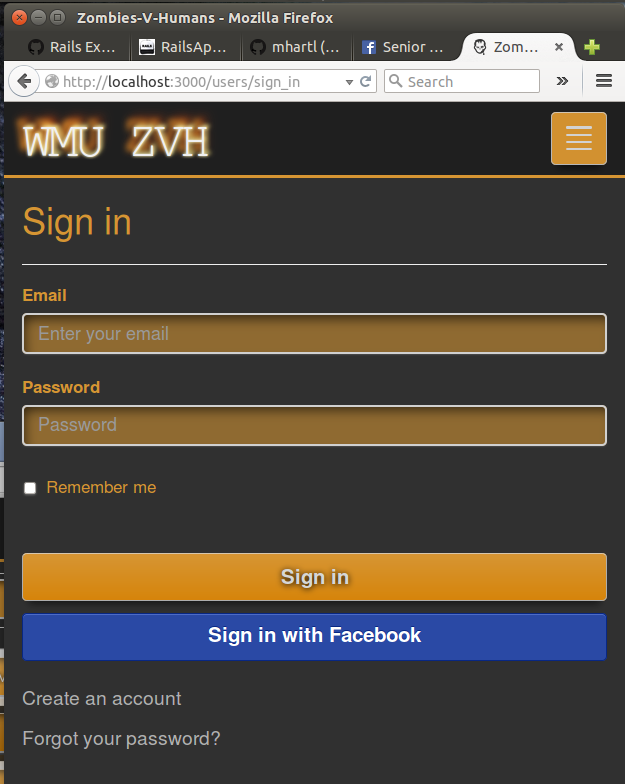 Zombies-V-Humans - Mozilla Firefox
Rails Ex... RailsAp... mhartl (... Senior ... Zom...
http://localhost:3000/users/sign_in Search
WMU ZVH
Sign in
Email
Enter your email
Password
Password
Remember me
Sign in
Sign in with Facebook
Create an account
Forgot your password?